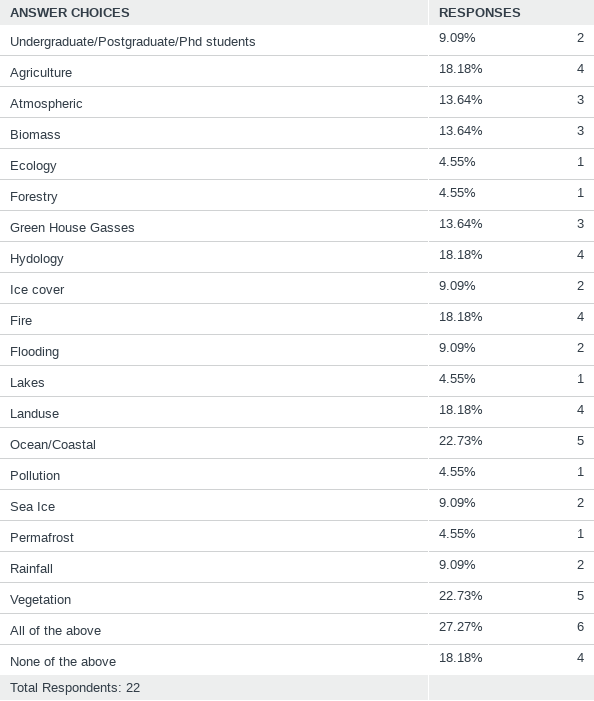 ANSWER CHOICES RESPONSES
Undergraduate/Postgraduate/Phd students 9.09% 2
Agriculture 18.18% 4
Atmospheric 13.64% 3
Biomass 13.64% 3
Ecology 4.55% 1
Forestry 4.55% 1
Green House Gasses 13.64% 3
Hydology 18.18% 4
Ice cover 9.09% 2
Fire 18.18% 4
Flooding 9.09% 2
Lakes 4.55% 1
Landuse 18.18% 4
Ocean/Coastal 22.73% 5
Pollution 4.55% 1
Sea Ice 9.09% 2
Permafrost 4.55% 1
Rainfall 9.09% 2
Vegetation 22.73% 5
All of the above 27.27% 6
None of the above 18.18% 4
Total Respondents: 22